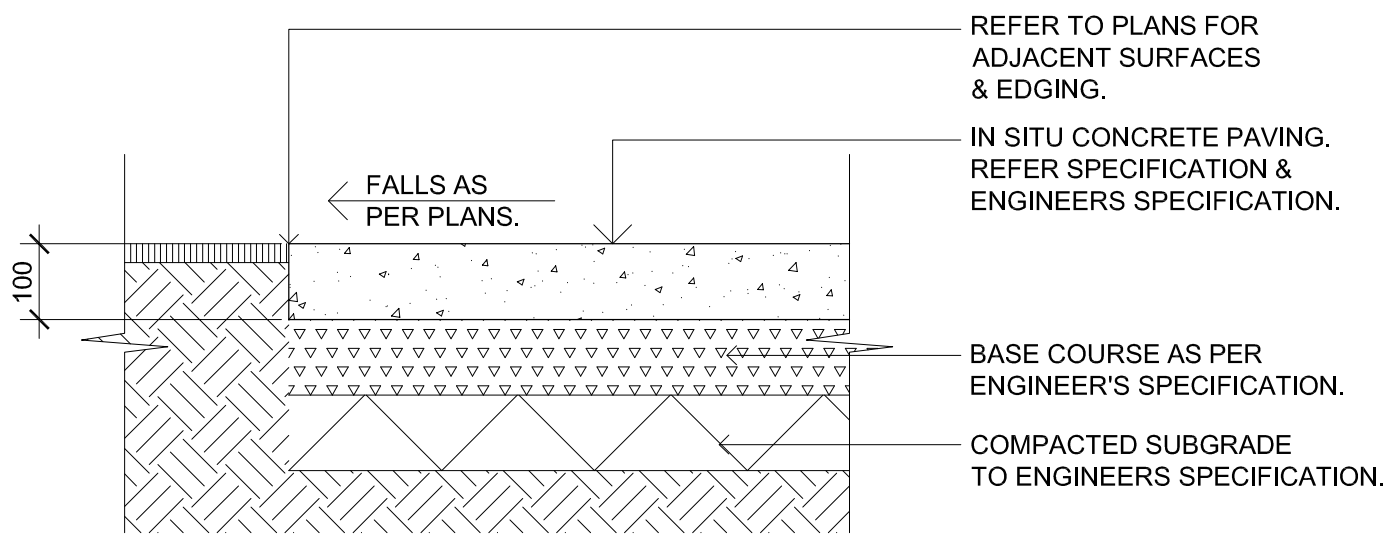 REFER TO PLANS FOR
ADJACENT SURFACES
& EDGING.
IN SITU CONCRETE PAVING.
REFER SPECIFICATION &
ENGINEERS SPECIFICATION.
FALLS AS
PER PLANS.
100
BASE COURSE AS PER
ENGINEER'S SPECIFICATION.
COMPACTED SUBGRADE
TO ENGINEERS SPECIFICATION.